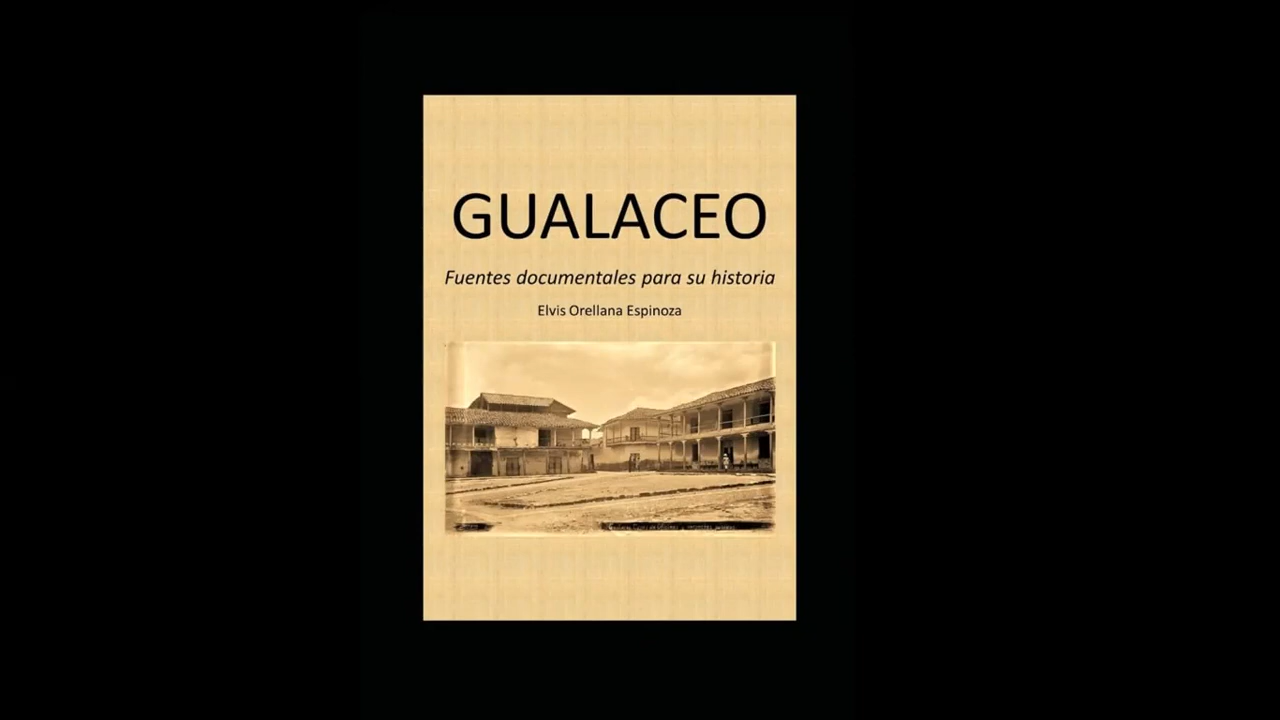 GUALACEO
Fuentes documentales para su historia
Elvis Orellana Espinoza